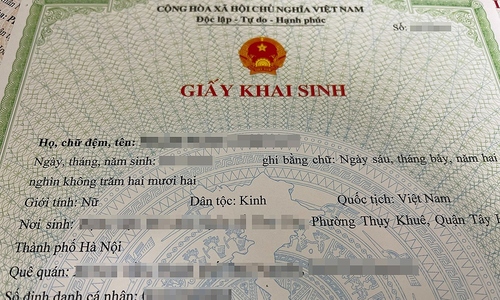 CỘNG HÒA XÃ HỘI CHỦ NGHĨA VIỆT NAM
Độc lập - Tự do - Hạnh phúc
Số:
GIẤY KHAI SINH
Họ, chữ đệm, tên:
Ngày, tháng, năm sinh: ghi bằng chữ: Ngày sáu, tháng bảy, năm hai
nghìn không trăm hai mươi hai
Giới tính: Nữ Dân tộc: Kinh Quốc tịch: Việt Nam
Nơi sinh: Phường Thụy Khuê, Quận Tây H
Thành phố Hà Nội
Quê quán:
Số định danh cá nhân: